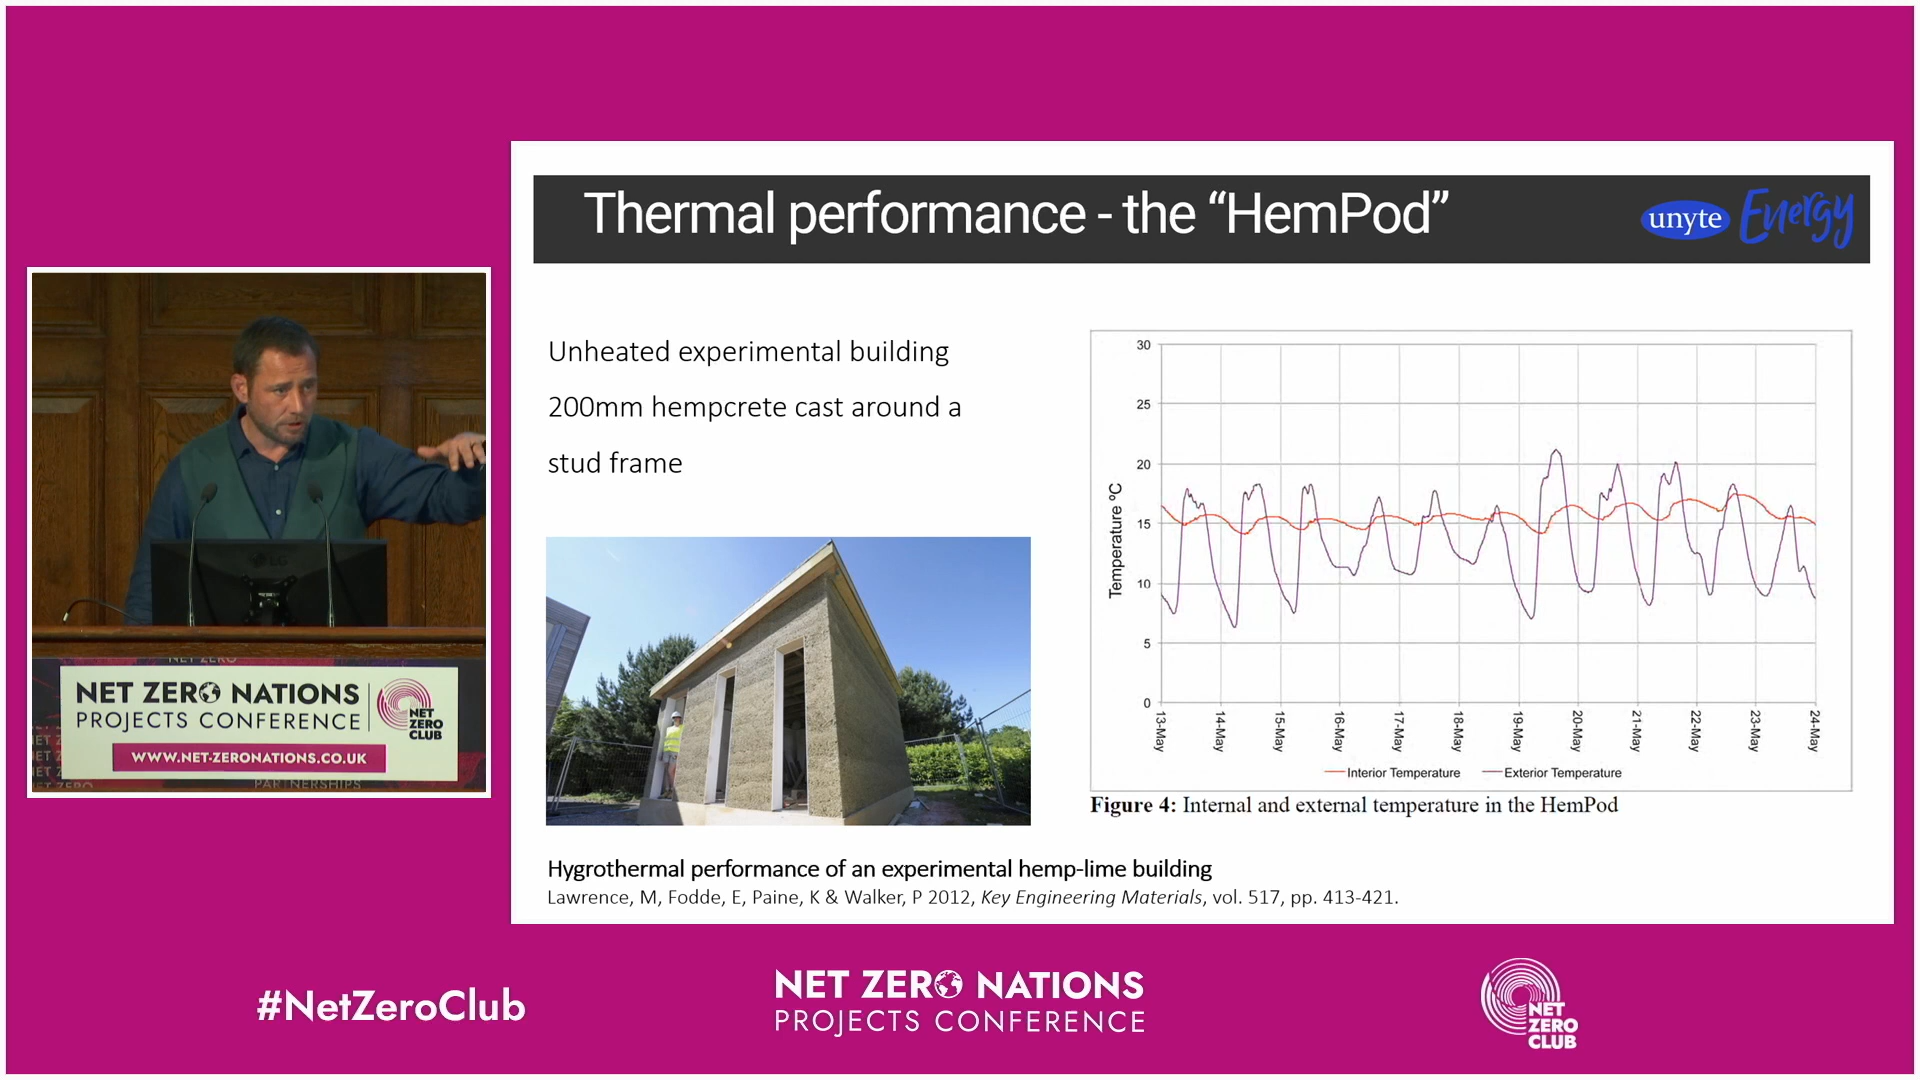 Thermal performance - the “HemPod”
unyte Energy
Unheated experimental building
200mm hempcrete cast around a
stud frame
30
25
20
15
10
5
0
Temperature ºC
13-May
14-May
15-May
16-May
17-May
18-May
19-May
20-May
21-May
22-May
23-May
24-May
Interior Temperature
Exterior Temperature
Figure 4: Internal and external temperature in the HemPod
Hygrothermal performance of an experimental hemp-lime building
Lawrence, M, Fodde, E, Paine, K & Walker, P 2012, Key Engineering Materials, vol. 517, pp. 413-421.
LG
NET ZERO
NET ZERO NATIONS
PROJECTS CONFERENCE
NET
ZERO
CLUB
WWW.NET-ZERONATIONS.CO.UK
PARTNERSHIPS
#NetZeroClub
NET ZERO NATIONS
PROJECTS CONFERENCE
NET
ZERO
CLUB